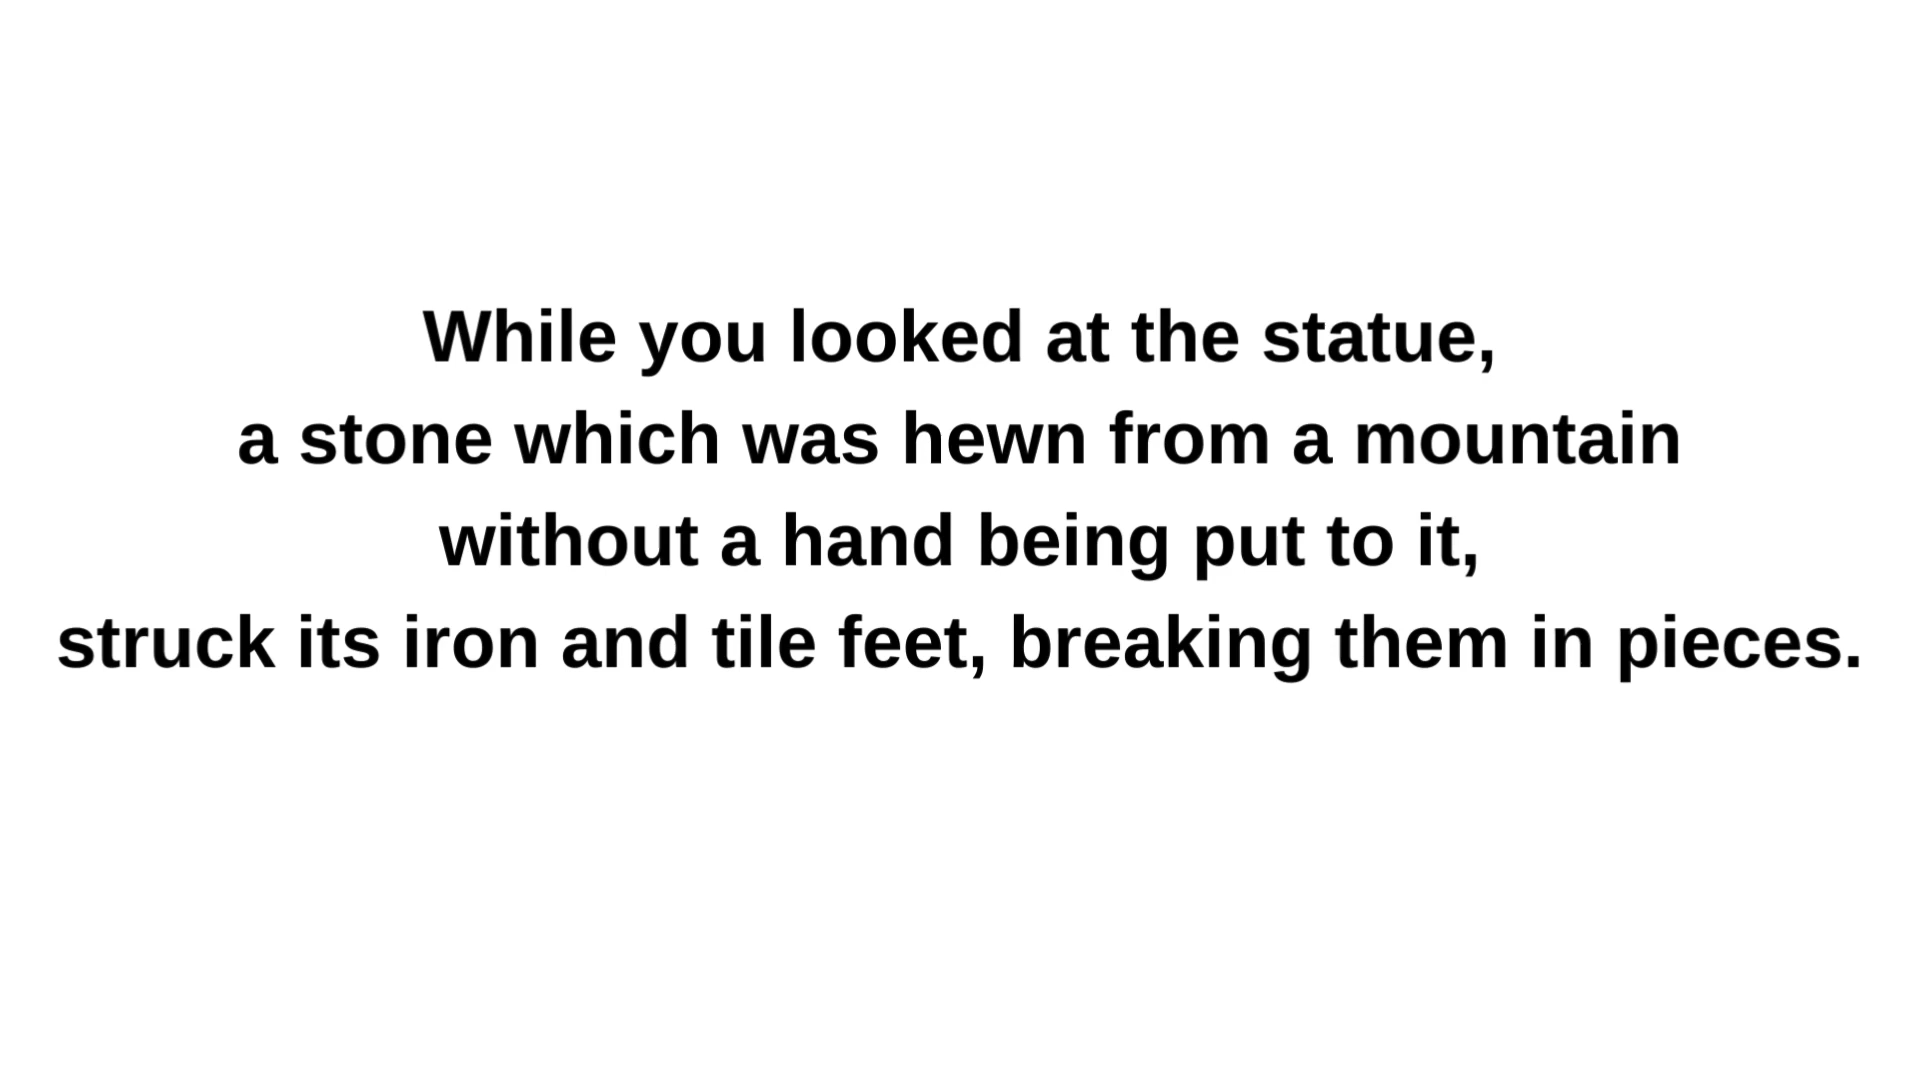 While you looked at the statue,
a stone which was hewn from a mountain
without a hand being put to it,
struck its iron and tile feet, breaking them in pieces.